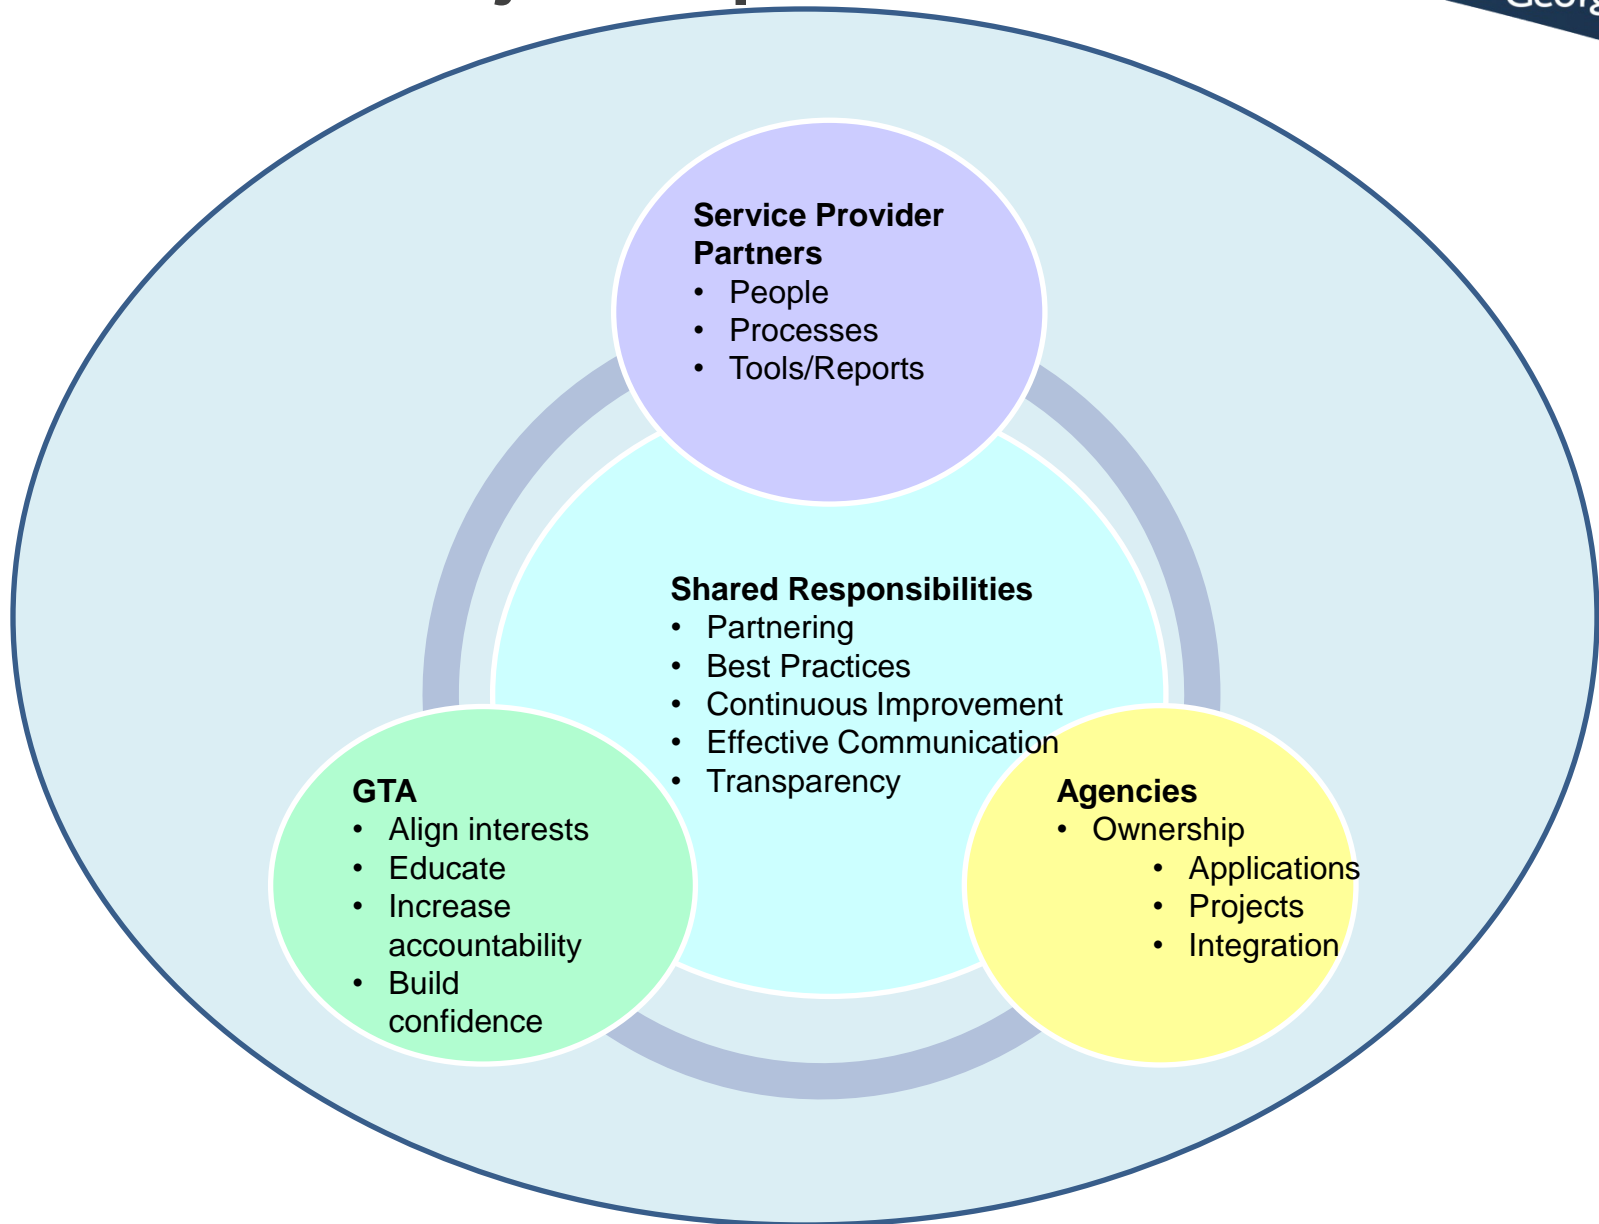 Service Provider
Partners
• People
• Processes
• Tools/Reports
Shared Responsibilities
• Partnering
• Best Practices
• Continuous Improvement
• Effective Communication
• Transparency
GTA
• Align interests
• Educate
• Increase
accountability
• Build
confidence
Agencies
• Ownership
• Applications
• Projects
• Integration